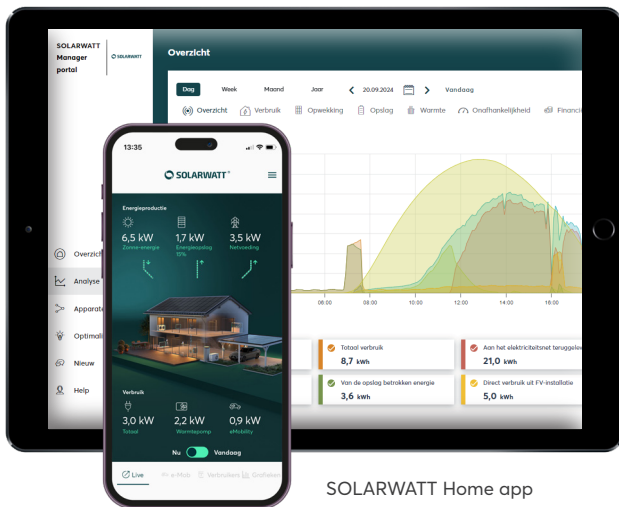 SOLARWATT
Manager
portal
SOLARWATT
Overzicht
Dag Week Maand Jaar 20.09.2024 Vandaag
Overzicht Verbruik Opwekking Opslag Warmte Onafhankelijkheid Financi
06:00 08:00 10:00 12:00 14:00 16:00
Overzich
Analyse
Apparate
Optimali
Nieuw
Help
Totaal verbruik
8,7 kWh
Aan het elektriciteitsnet teruggelev
21,0 kWh
Van de opslag betrokken energie
3,6 kWh
Direct verbruik uit FV-installatie
5,0 kWh
13:35
SOLARWATT®
Energieproductie
6,5 kW 1,7 kW 3,5 kW
Zonne-energie Energieopslag Netvoeding
15%
Verbruik
3,0 kW 2,2 kW 0,9 kW
Totaal Warmtepomp eMobility
Nu Vandaag
Live e-Mob Verbruikers Grafieken
SOLARWATT Home app